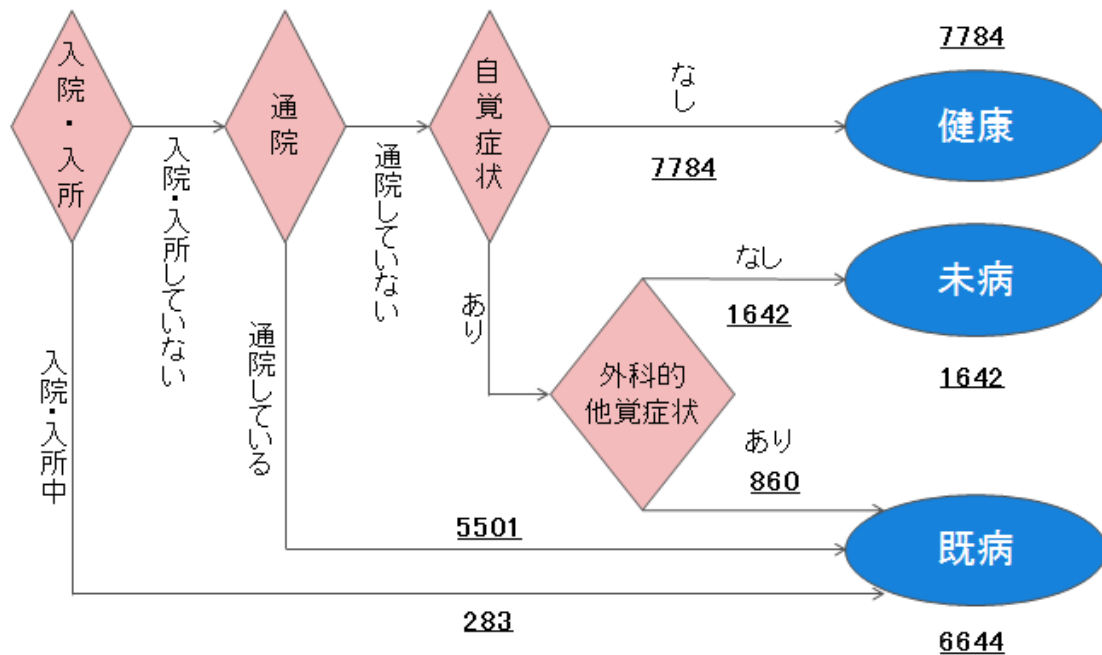 入院・入所
入院・入所していない
入院・入所中
通院
通院していない
通院している
自覚症状
なし
7784
あり
外科的
他覚症状
なし
1642
あり
860
5501
283
7784
健康
未病
1642
既病
6644